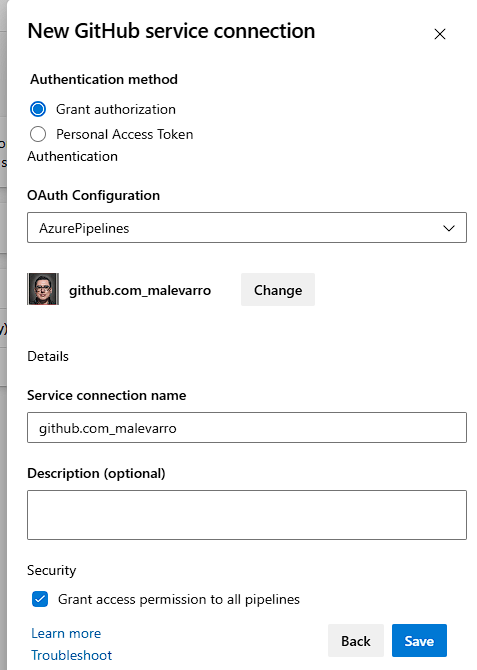 New GitHub service connection
Authentication method
Grant authorization
Personal Access Token
Authentication
OAuth Configuration
AzurePipelines
github.com_malevarro
Change
Details
Service connection name
github.com_malevarro
Description (optional)
Security
Grant access permission to all pipelines
Learn more
Troubleshoot
Back
Save